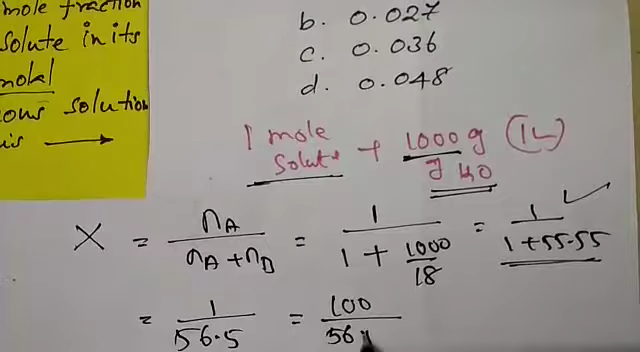 mole fraction
solute in its
molal
ous solution
is →
b. 0.027
c. 0.036
d. 0.048
1 mole solute + 1000g (1L) H2O
X = nA / nA + nB = 1 / 1 + 1000/18 = 1 / 1+55.55 ✓
= 1 / 56.5 = 100 / 56